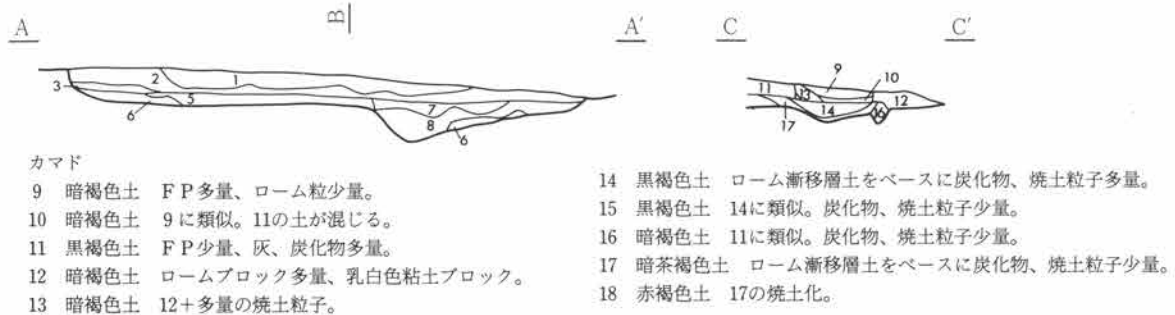 A
B
A′
C
C′
3
2
1
5
6
7
8
6
9
10
11
13
14
12
16
17
カマド
9 暗褐色土 FP多量、ローム粒少量。
10 暗褐色土 9に類似。11の土が混じる。
11 黒褐色土 FP少量、灰、炭化物多量。
12 暗褐色土 ロームブロック多量、乳白色粘土ブロック。
13 暗褐色土 12+多量の焼土粒子。
14 黒褐色土 ローム漸移層土をベースに炭化物、焼土粒子多量。
15 黒褐色土 14に類似。炭化物、焼土粒子少量。
16 暗褐色土 11に類似。炭化物、焼土粒子少量。
17 暗茶褐色土 ローム漸移層土をベースに炭化物、焼土粒子少量。
18 赤褐色土 17の焼土化。